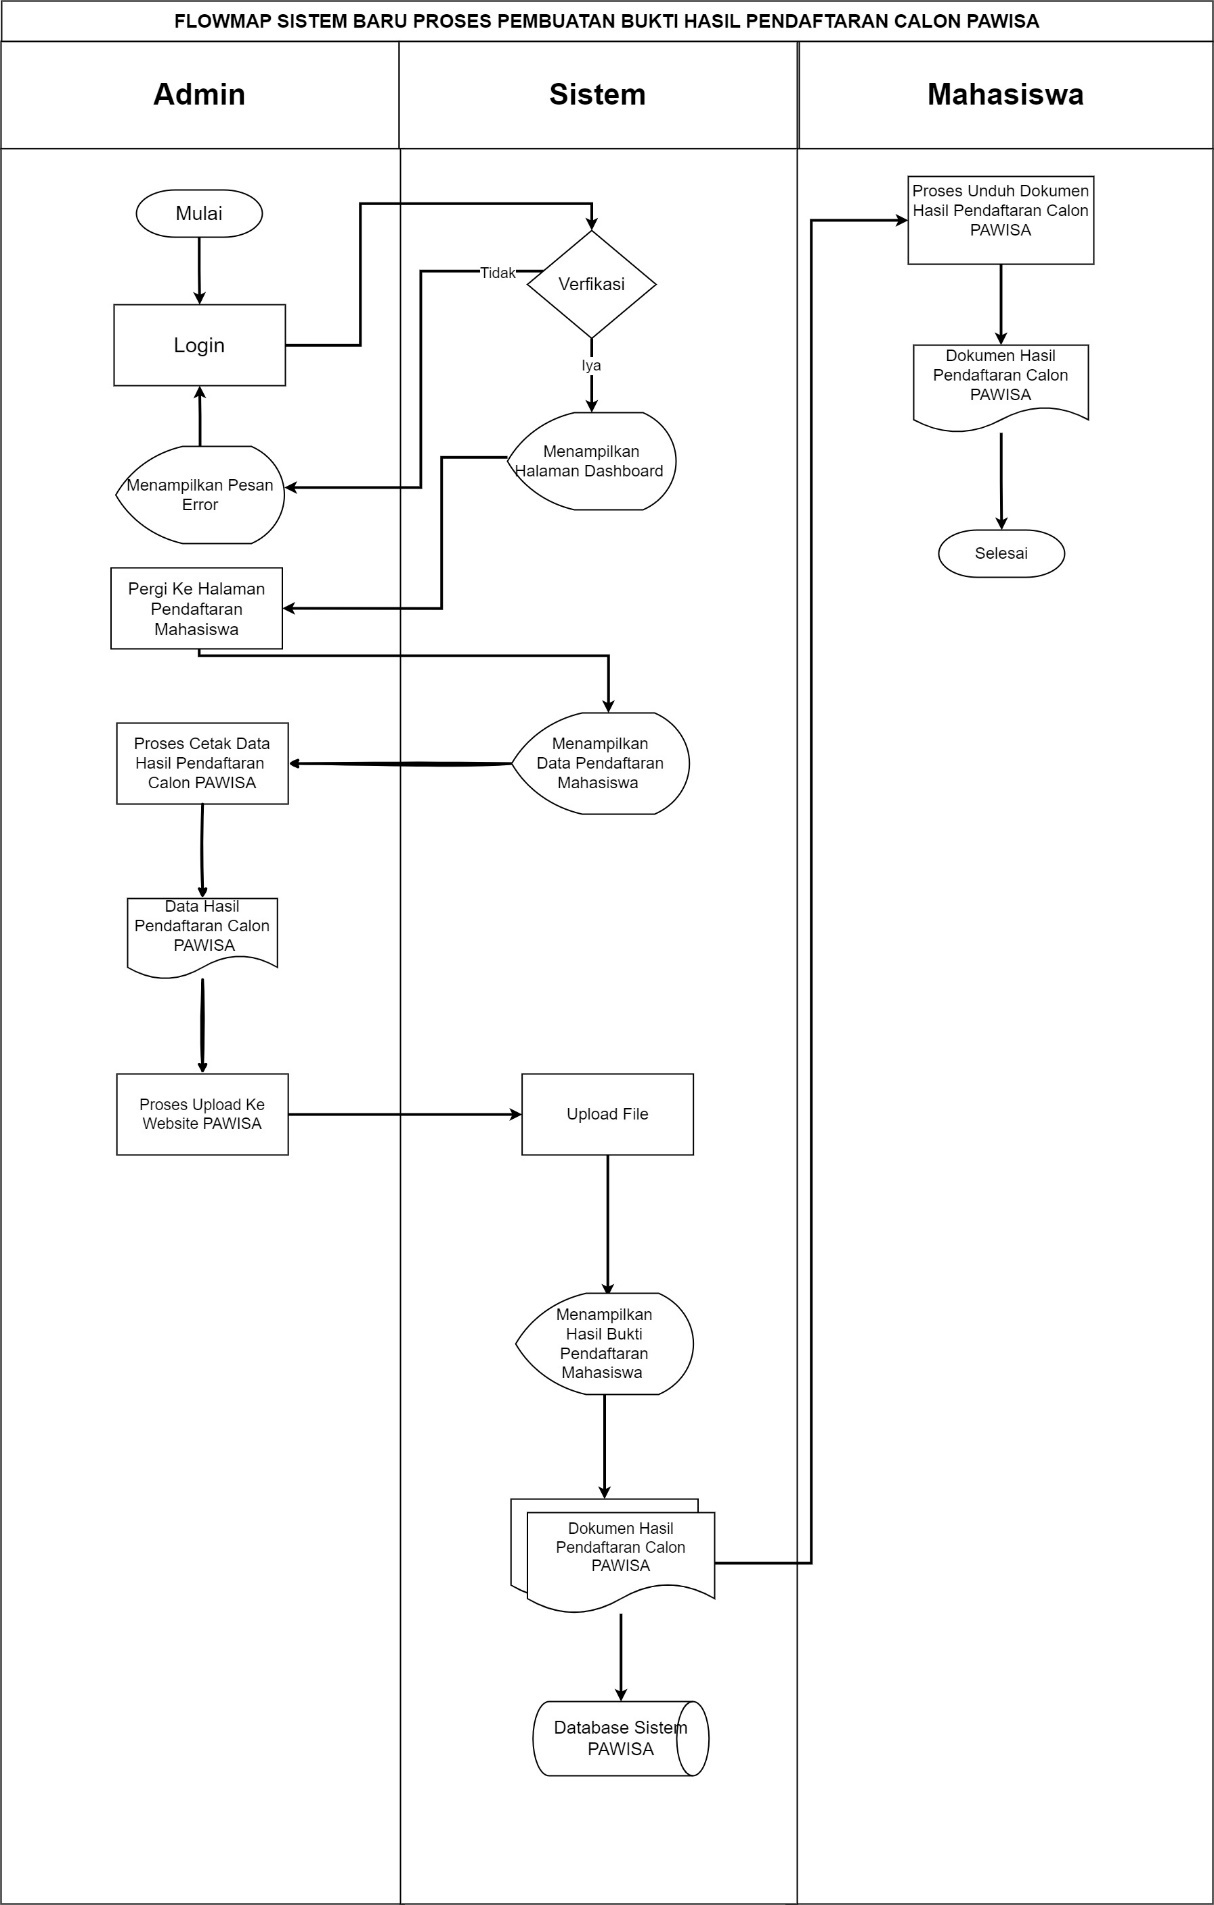 FLOWMAP SISTEM BARU PROSES PEMBUATAN BUKTI HASIL PENDAFTARAN CALON PAWISA
Admin
Sistem
Mahasiswa
Mulai
Login
Menampilkan Pesan
Error
Pergi Ke Halaman
Pendaftaran
Mahasiswa
Proses Cetak Data
Hasil Pendaftaran
Calon PAWISA
Data Hasil
Pendaftaran Calon
PAWISA
Proses Upload Ke
Website PAWISA
Verfikasi
Tidak
Iya
Menampilkan
Halaman Dashboard
Menampilkan
Data Pendaftaran
Mahasiswa
Upload File
Menampilkan
Hasil Bukti
Pendaftaran
Mahasiswa
Dokumen Hasil
Pendaftaran Calon
PAWISA
Database Sistem
PAWISA
Proses Unduh Dokumen
Hasil Pendaftaran Calon
PAWISA
Dokumen Hasil
Pendaftaran Calon
PAWISA
Selesai